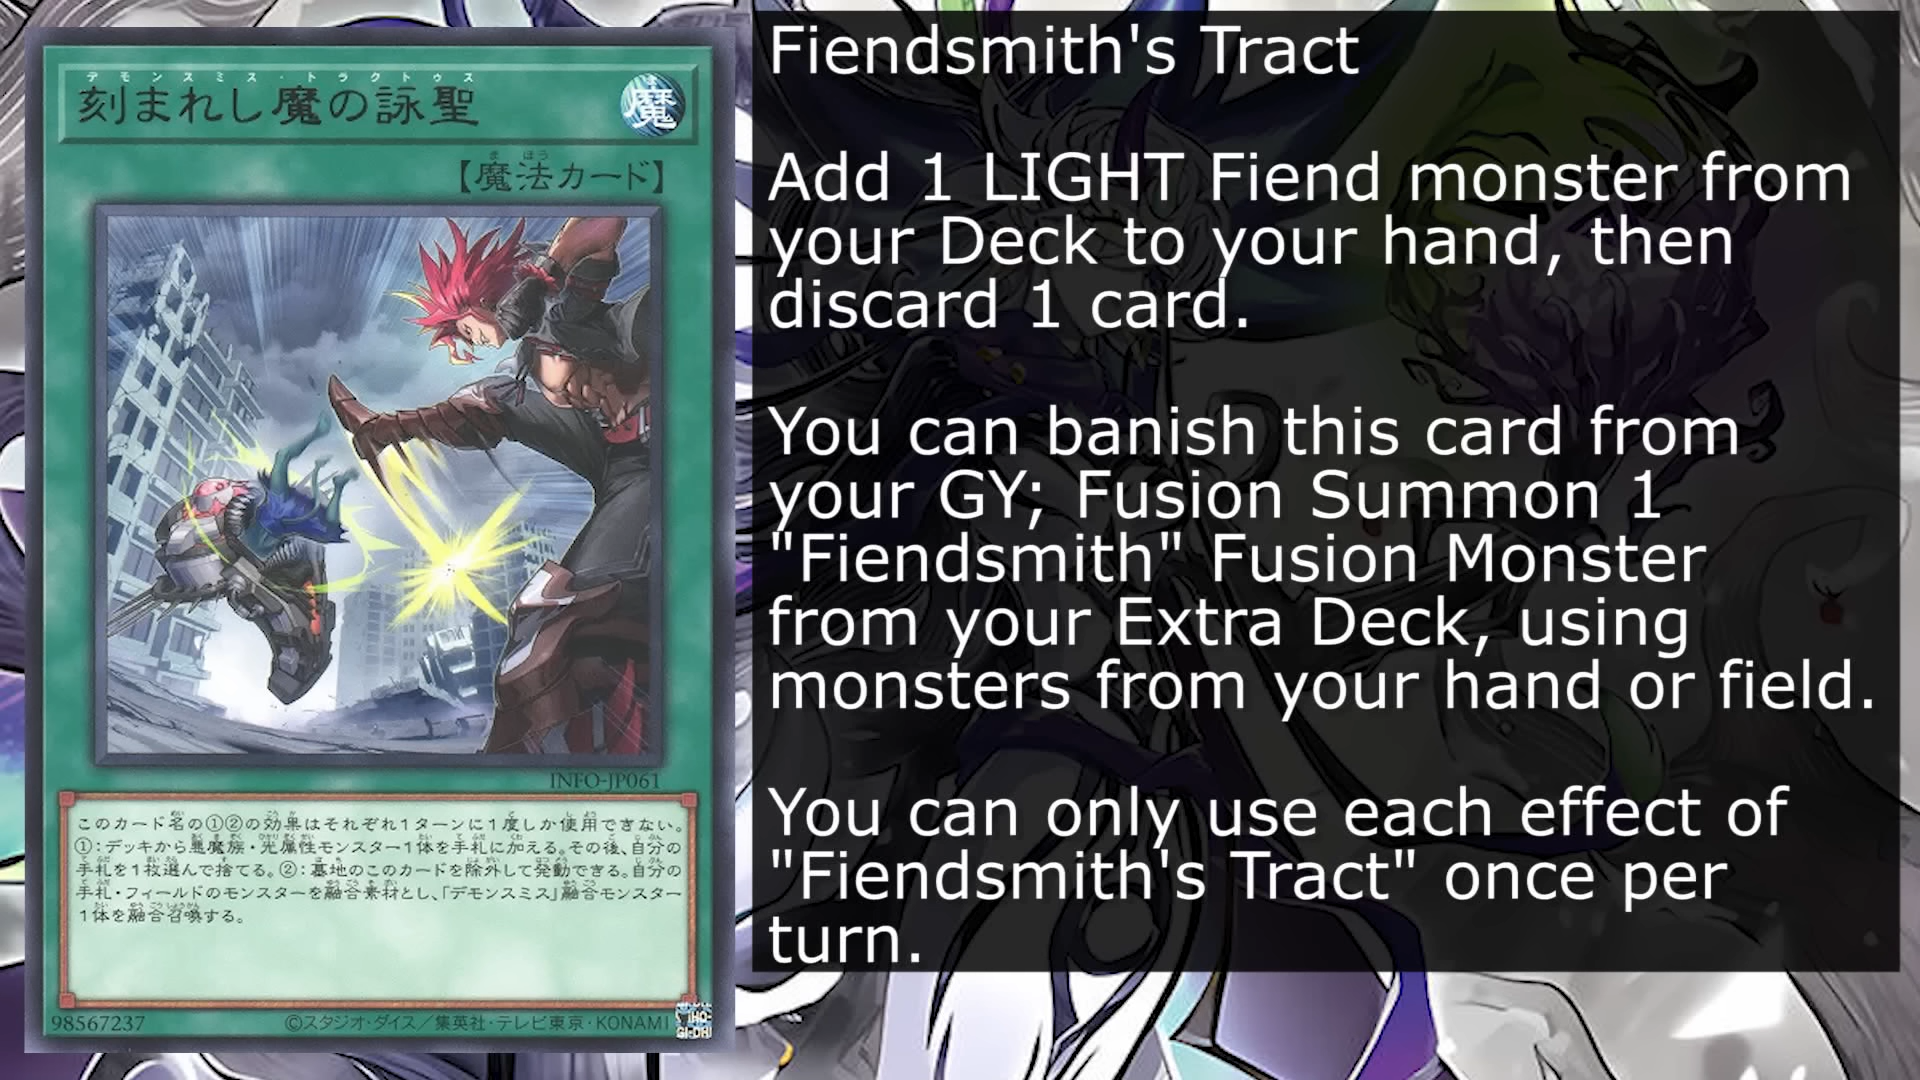 デモンスミス・トラクトゥス
刻まれし魔の詠聖
魔
まほう
【魔法カード】
INFO-JP061
このカード名の①②の効果はそれぞれ1ターンに1度しか使用できない。
①：デッキから悪魔族・光属性モンスター1体を手札に加える。その後、自分の
手札を1枚選んで捨てる。②：墓地のこのカードを除外して発動できる。自分の
手札・フィールドのモンスターを融合素材とし、「デモンスミス」融合モンスター
1体を融合召喚する。
98567237
©スタジオ・ダイス／集英社・テレビ東京・KONAMI
Fiendsmith's Tract
Add 1 LIGHT Fiend monster from
your Deck to your hand, then
discard 1 card.
You can banish this card from
your GY; Fusion Summon 1
"Fiendsmith" Fusion Monster
from your Extra Deck, using
monsters from your hand or field.
You can only use each effect of
"Fiendsmith's Tract" once per
turn.